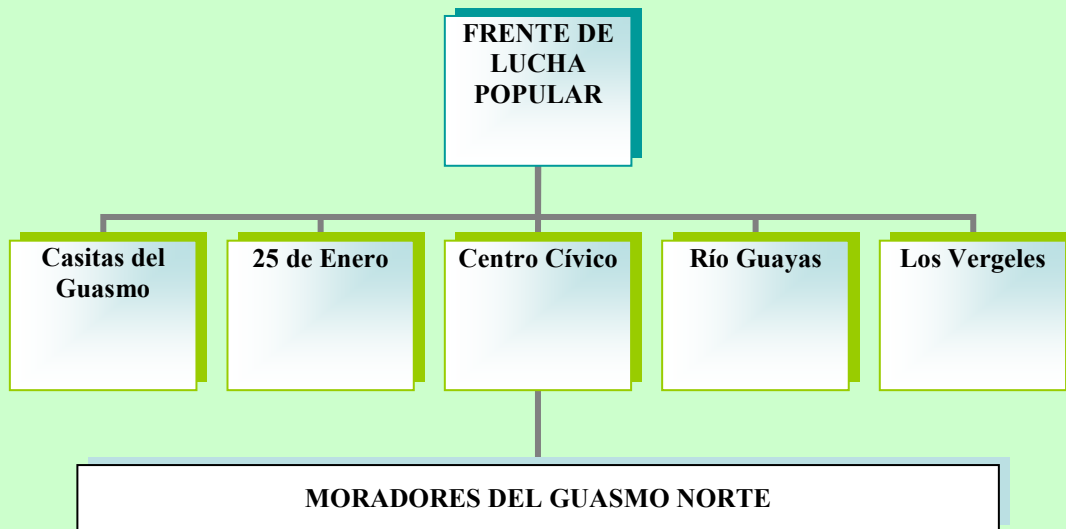 FRENTE DE
LUCHA
POPULAR
Casitas del
Guasmo
25 de Enero
Centro Cívico
Río Guayas
Los Vergeles
MORADORES DEL GUASMO NORTE